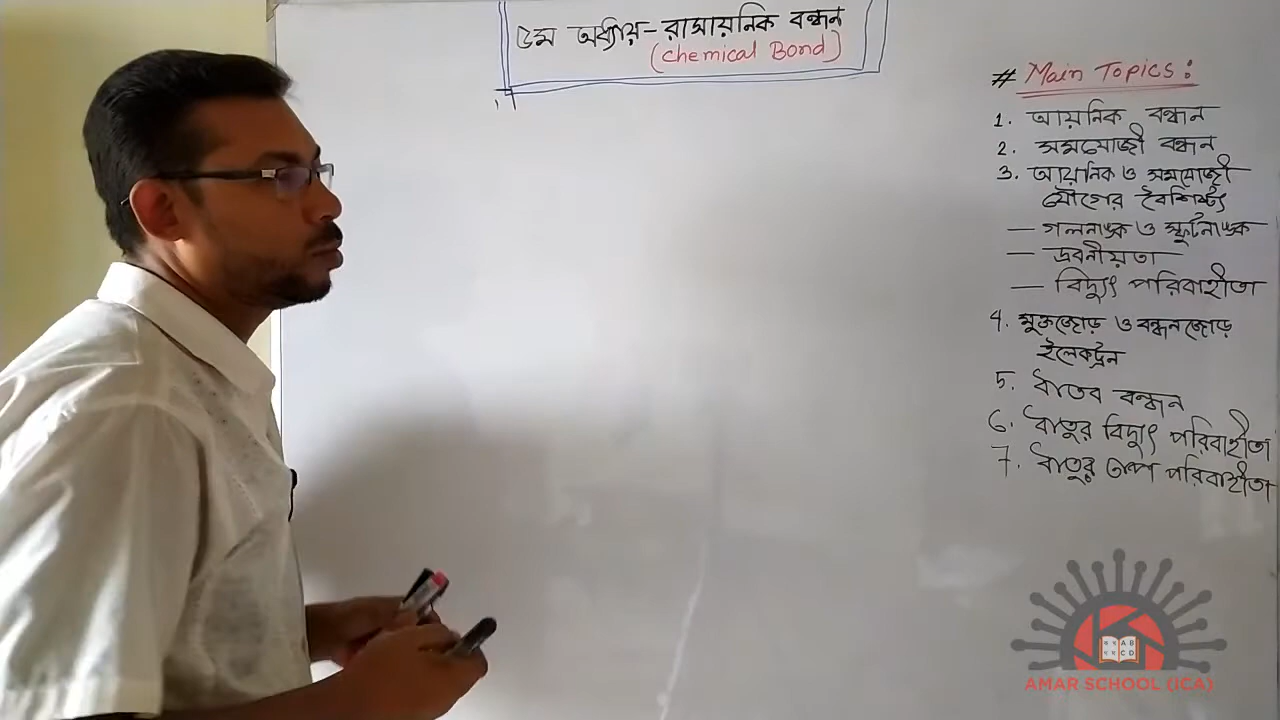 ৫ম অধ্যায় - রাসায়নিক বন্ধন
(Chemical Bond)
# Main Topics:
1. আয়নিক বন্ধন
2. সমযোজী বন্ধন
3. আয়নিক ও সমযোজী
যৌগের বৈশিষ্ট্য
— গলনাঙ্ক ও স্ফুটনাঙ্ক
— দ্রবনীয়তা
— বিদ্যুৎ পরিবাহীতা
4. মুক্তজোড় ও বন্ধনজোড়
ইলেকট্রন
5. ধাতব বন্ধন
6. ধাতুর বিদ্যুৎ পরিবাহীতা
7. ধাতুর তাপ পরিবাহীতা
AMAR SCHOOL (ICA)